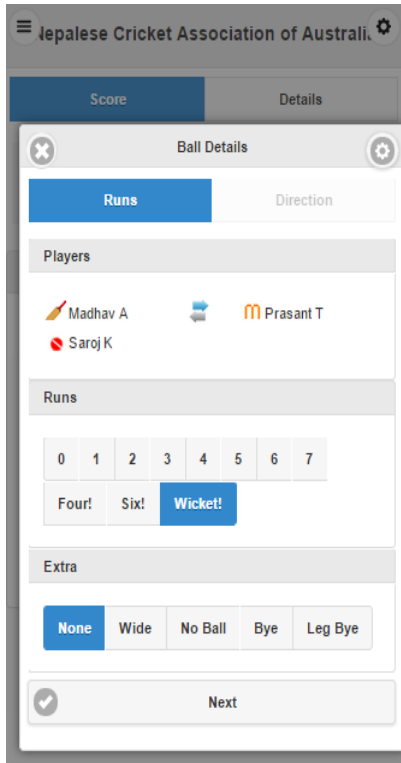 Nepalese Cricket Association of Australi.
Score Details
Ball Details
Runs Direction
Players
Madhav A Prasant T
Saroj K
Runs
0 1 2 3 4 5 6 7
Four! Six! Wicket!
Extra
None Wide No Ball Bye Leg Bye
Next